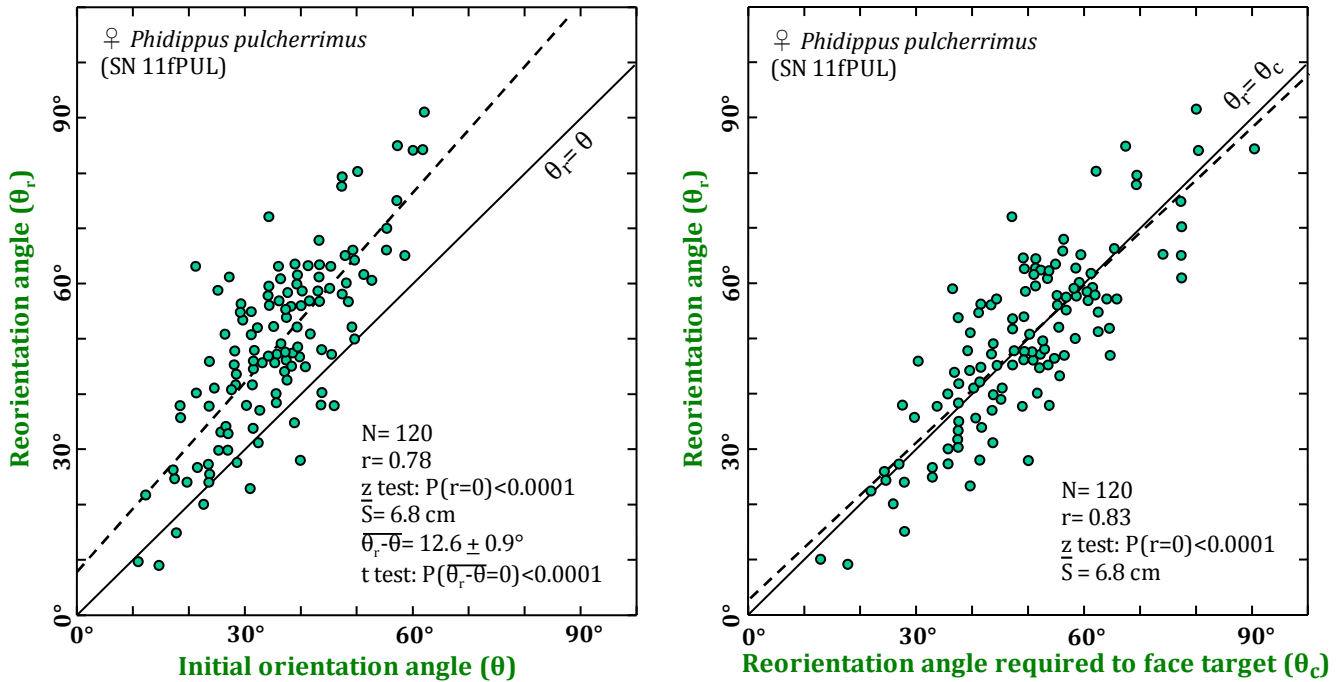 ♀ Phidippus pulcherrimus
(SN 11fPUL)
θr= θ
N= 120
r= 0.78
z test: P(r=0)<0.0001
S̅= 6.8 cm
θr-θ= 12.6 ± 0.9°
t test: P(θr-θ=0)<0.0001
Reorientation angle (θr)
0°
30°
60°
90°
0°
30°
60°
90°
Initial orientation angle (θ)
♀ Phidippus pulcherrimus
(SN 11fPUL)
θr= θc
N= 120
r= 0.83
z test: P(r=0)<0.0001
S̅ = 6.8 cm
Reorientation angle (θr)
0°
30°
60°
90°
0°
30°
60°
90°
Reorientation angle required to face target (θc)